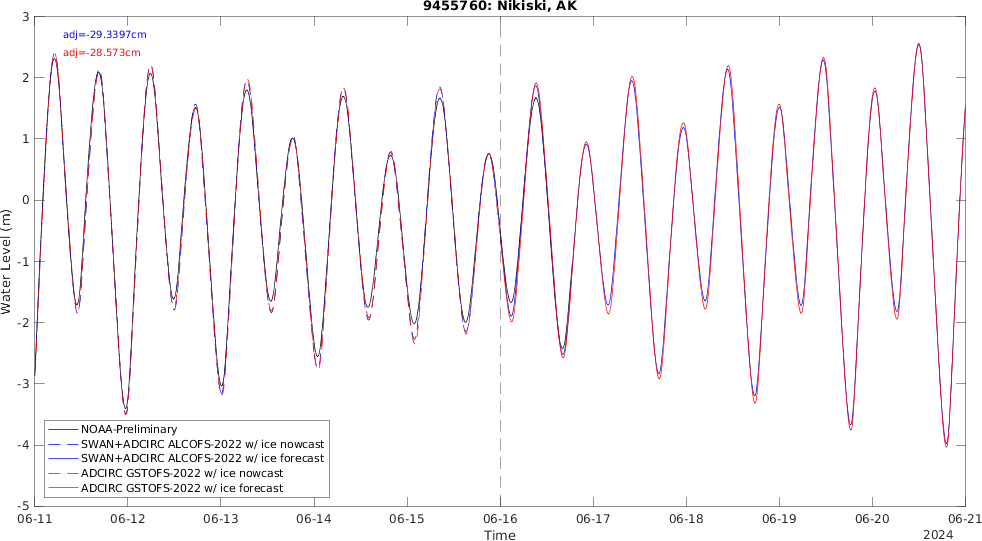 9455760: Nikiski, AK
adj=-29.3397cm
adj=-28.573cm
3
2
1
0
-1
-2
-3
-4
-5
Water Level (m)
NOAA-Preliminary
SWAN+ADCIRC ALCOFS-2022 w/ ice nowcast
SWAN+ADCIRC ALCOFS-2022 w/ ice forecast
ADCIRC GSTOFS-2022 w/ ice nowcast
ADCIRC GSTOFS-2022 w/ ice forecast
06-11 06-12 06-13 06-14 06-15 06-16 06-17 06-18 06-19 06-20 06-21
Time
2024